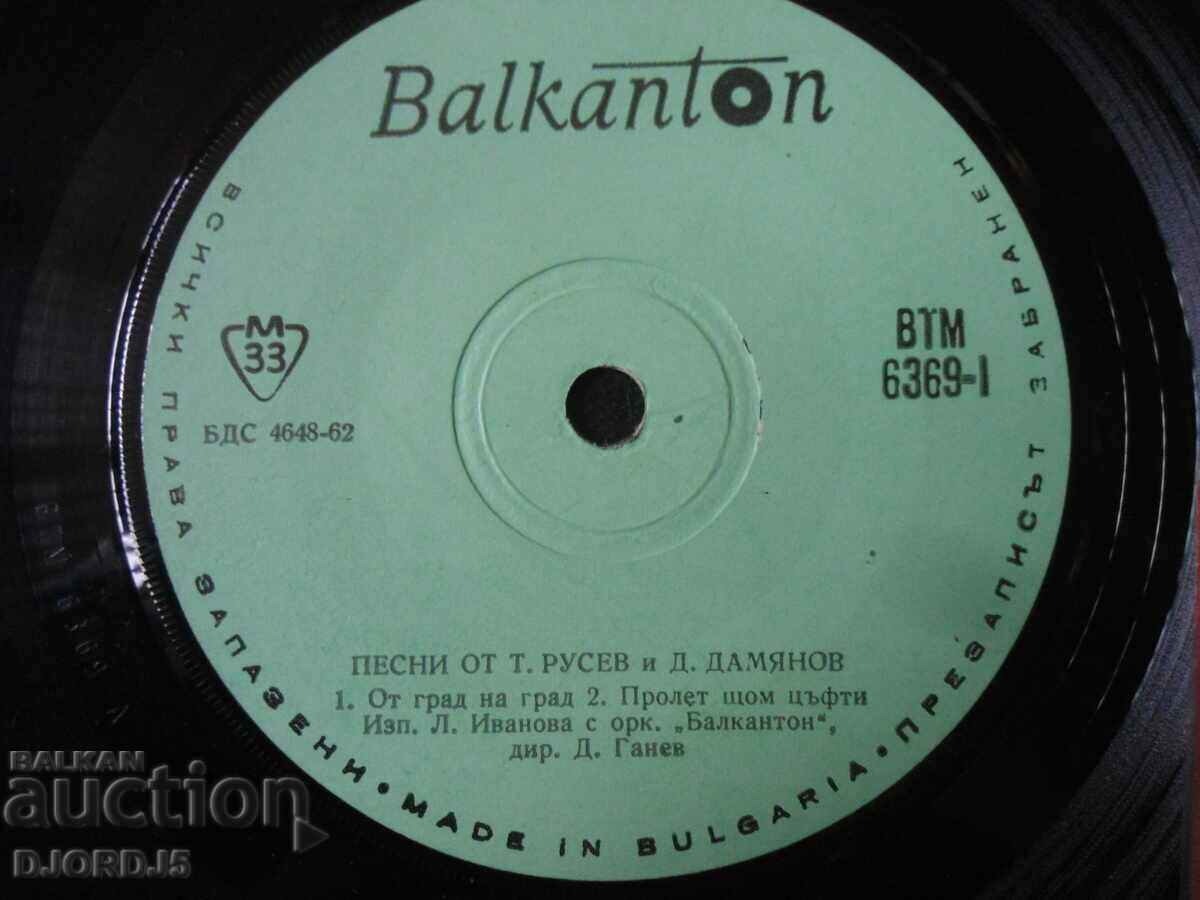 Balkanton
ВСИЧКИ ПРАВА ЗАПАЗЕНИ • MADE IN BULGARIA • ПРЕЗАПИСЪТ ЗАБРАНЕН
М
33
БДС 4648-62
ВТМ
6369-I
ПЕСНИ ОТ Т. РУСЕВ и Д. ДАМЯНОВ
1. От град на град 2. Пролет щом цъфти
Изп. Л. Иванова с орк. „Балкантон“,
дир. Д. Ганев
BALKAN
auction
DJORDJ5